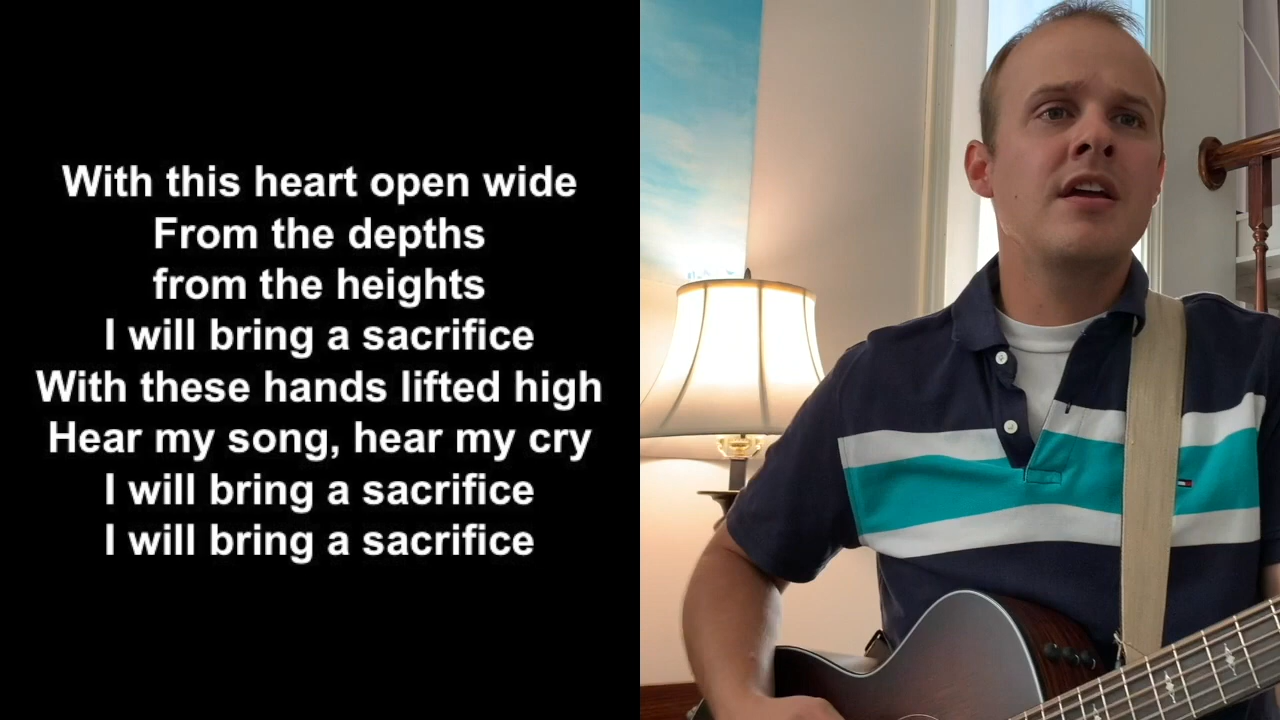 With this heart open wide
From the depths
from the heights
I will bring a sacrifice
With these hands lifted high
Hear my song, hear my cry
I will bring a sacrifice
I will bring a sacrifice